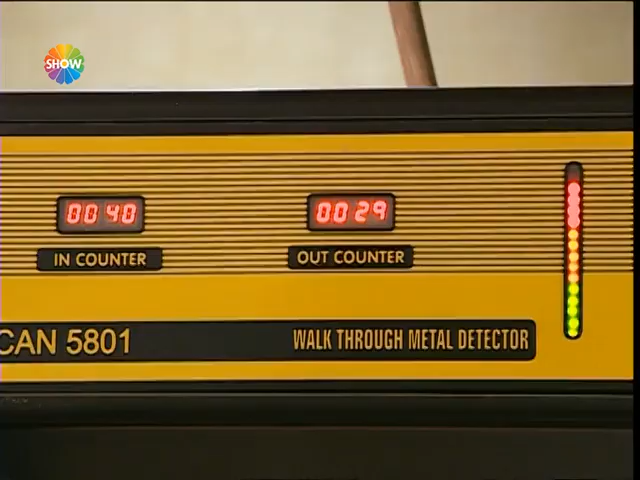 SHOW
0040
0029
IN COUNTER
OUT COUNTER
CAN 5801
WALK THROUGH METAL DETECTOR